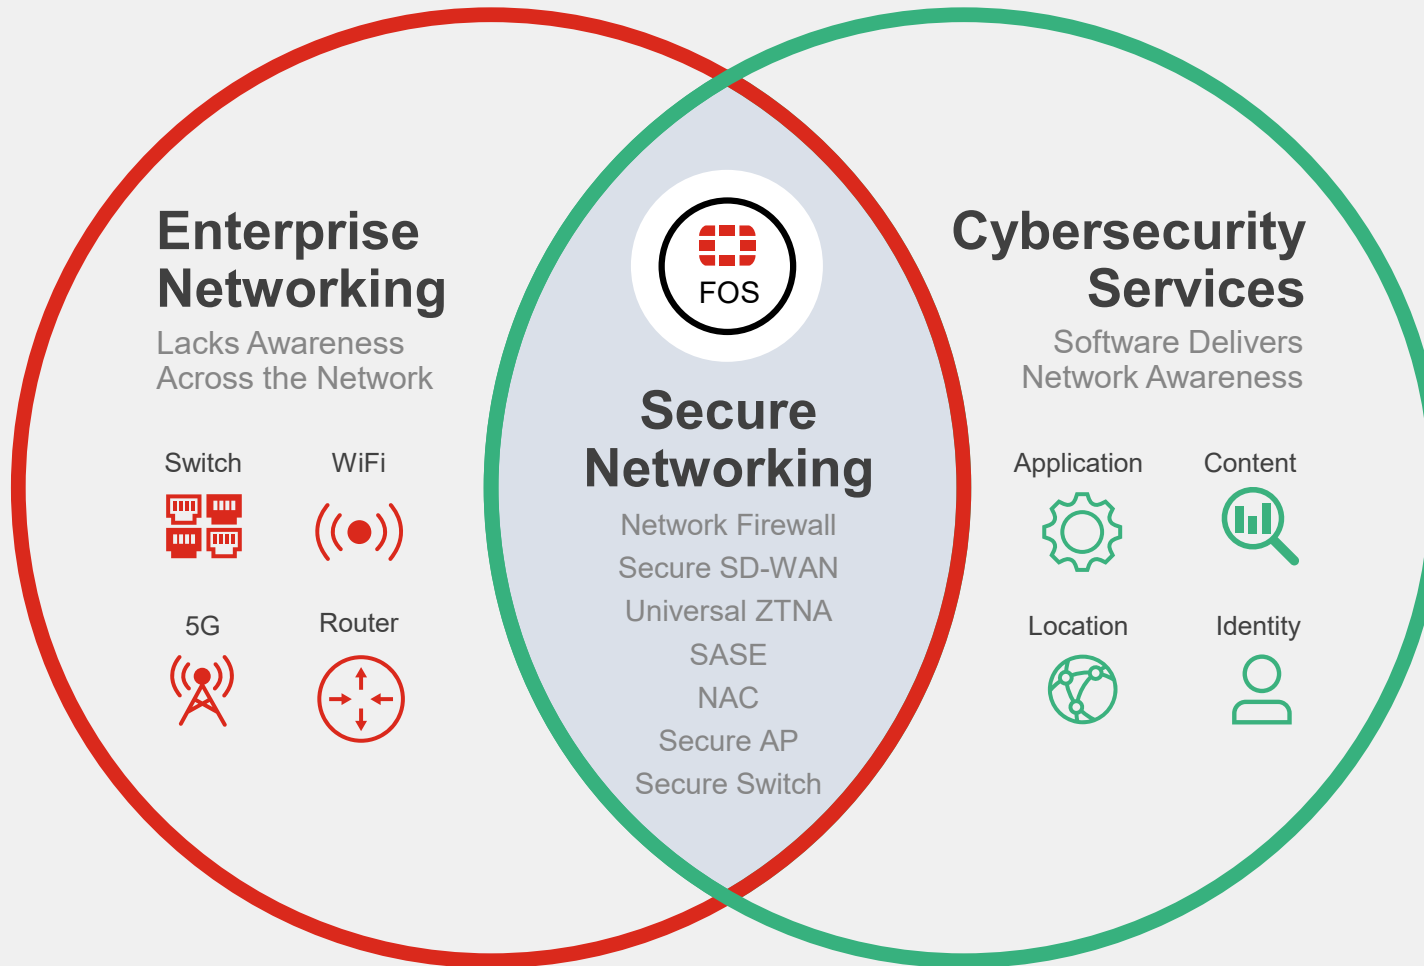 Enterprise
Networking
Lacks Awareness
Across the Network
Switch
WiFi
5G
Router
FOS
Secure
Networking
Network Firewall
Secure SD-WAN
Universal ZTNA
SASE
NAC
Secure AP
Secure Switch
Cybersecurity
Services
Software Delivers
Network Awareness
Application
Content
Location
Identity